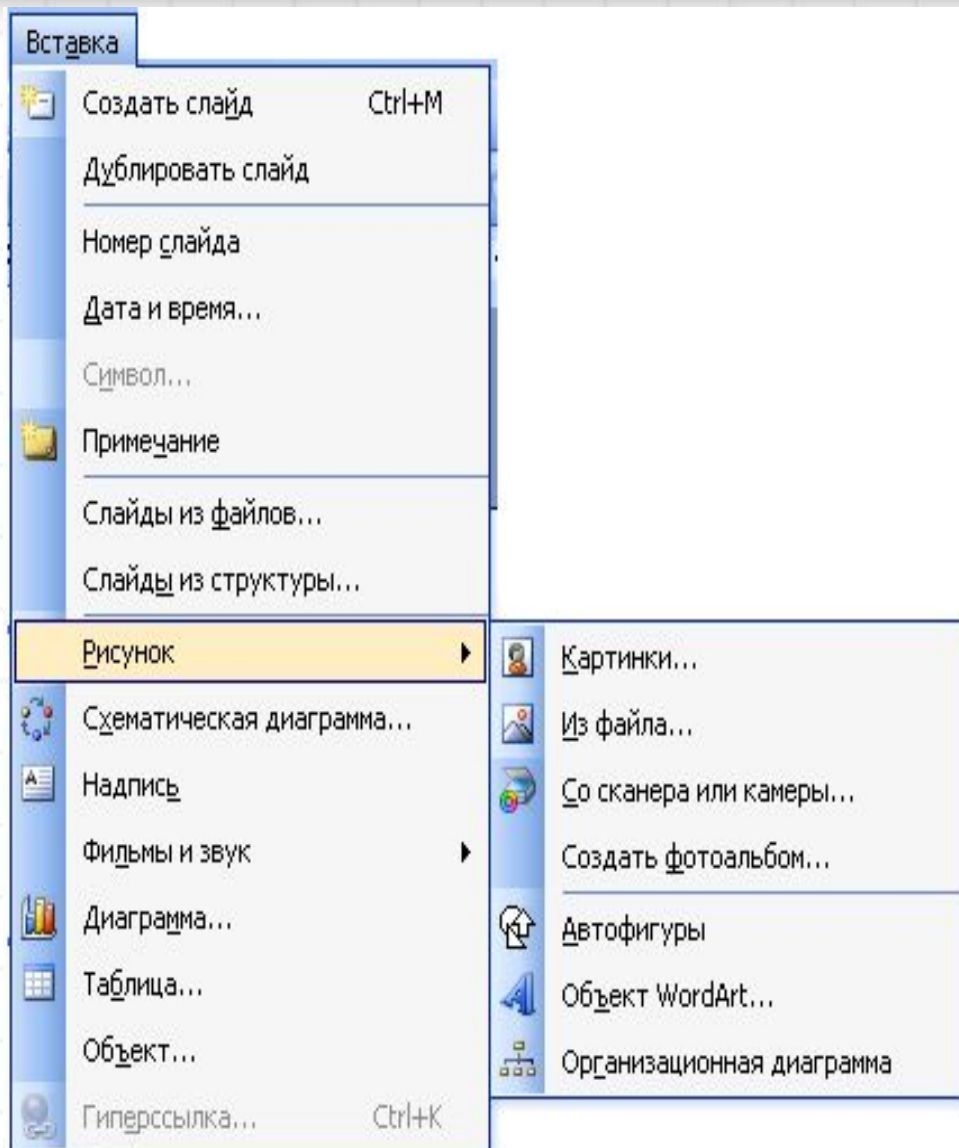 Вставка
Создать слайд Ctrl+M
Дублировать слайд
Номер слайда
Дата и время...
Символ...
Примечание
Слайды из файлов...
Слайды из структуры...
Рисунок
Схематическая диаграмма...
Надпись
Фильмы и звук
Диаграмма...
Таблица...
Объект...
Гиперссылка... Ctrl+K
Картинки...
Из файла...
Со сканера или камеры...
Создать фотоальбом...
Автофигуры
Объект WordArt...
Организационная диаграмма